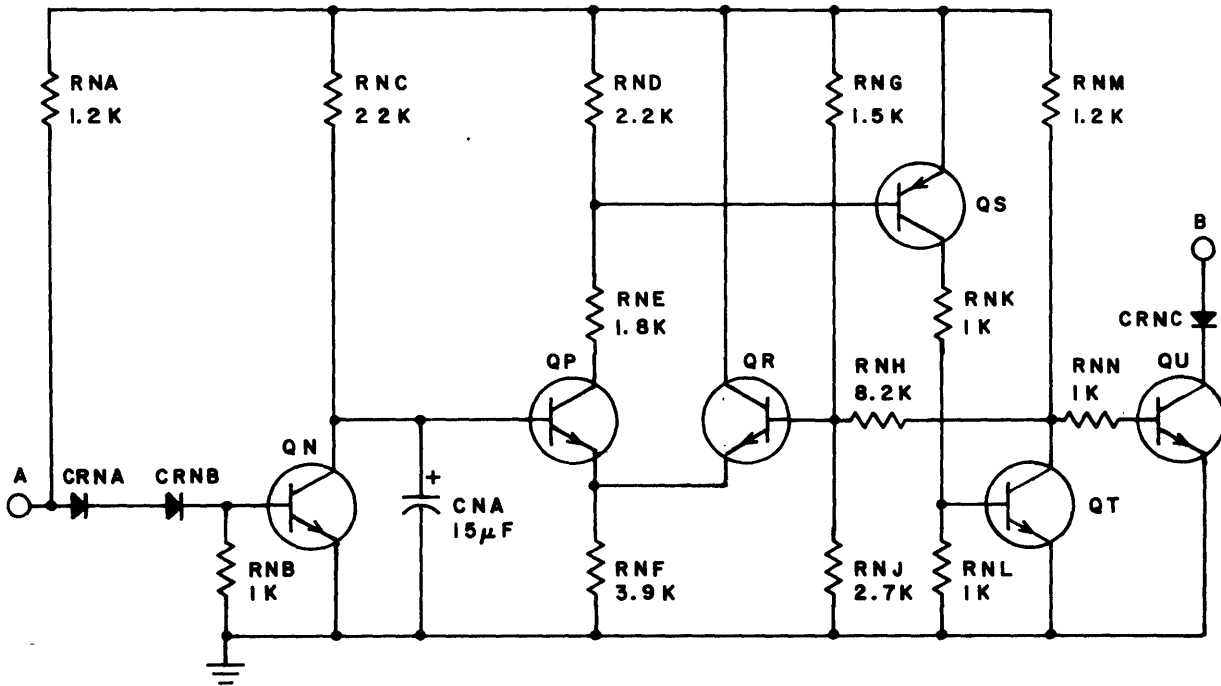 RNA
1.2K
RNC
22K
RND
2.2K
RNG
1.5K
RNM
1.2K
QS
B
RNE
1.8K
RNK
1K
CRNC
QP
QR
RNH
8.2K
RNN
1K
QU
A
CRNA
CRNB
QN
+
CNA
15µF
QT
RNB
1K
RNF
3.9K
RNJ
2.7K
RNL
1K